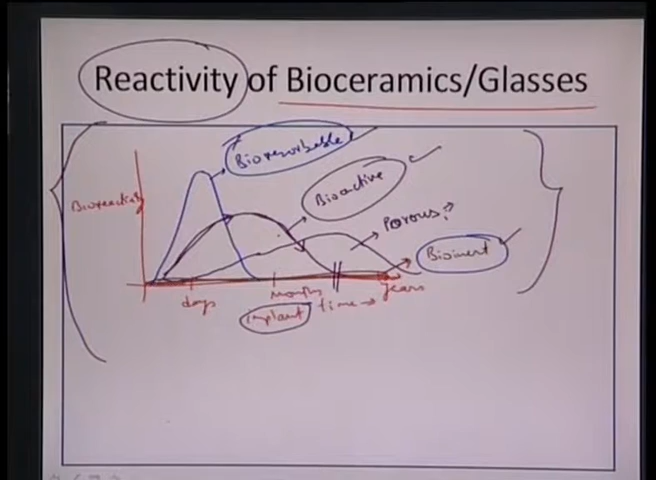 Reactivity of Bioceramics/Glasses
Bioresorbable
Bioactive
Bioreactivity
Porous?
Bioinert
days
months
years
implant time →